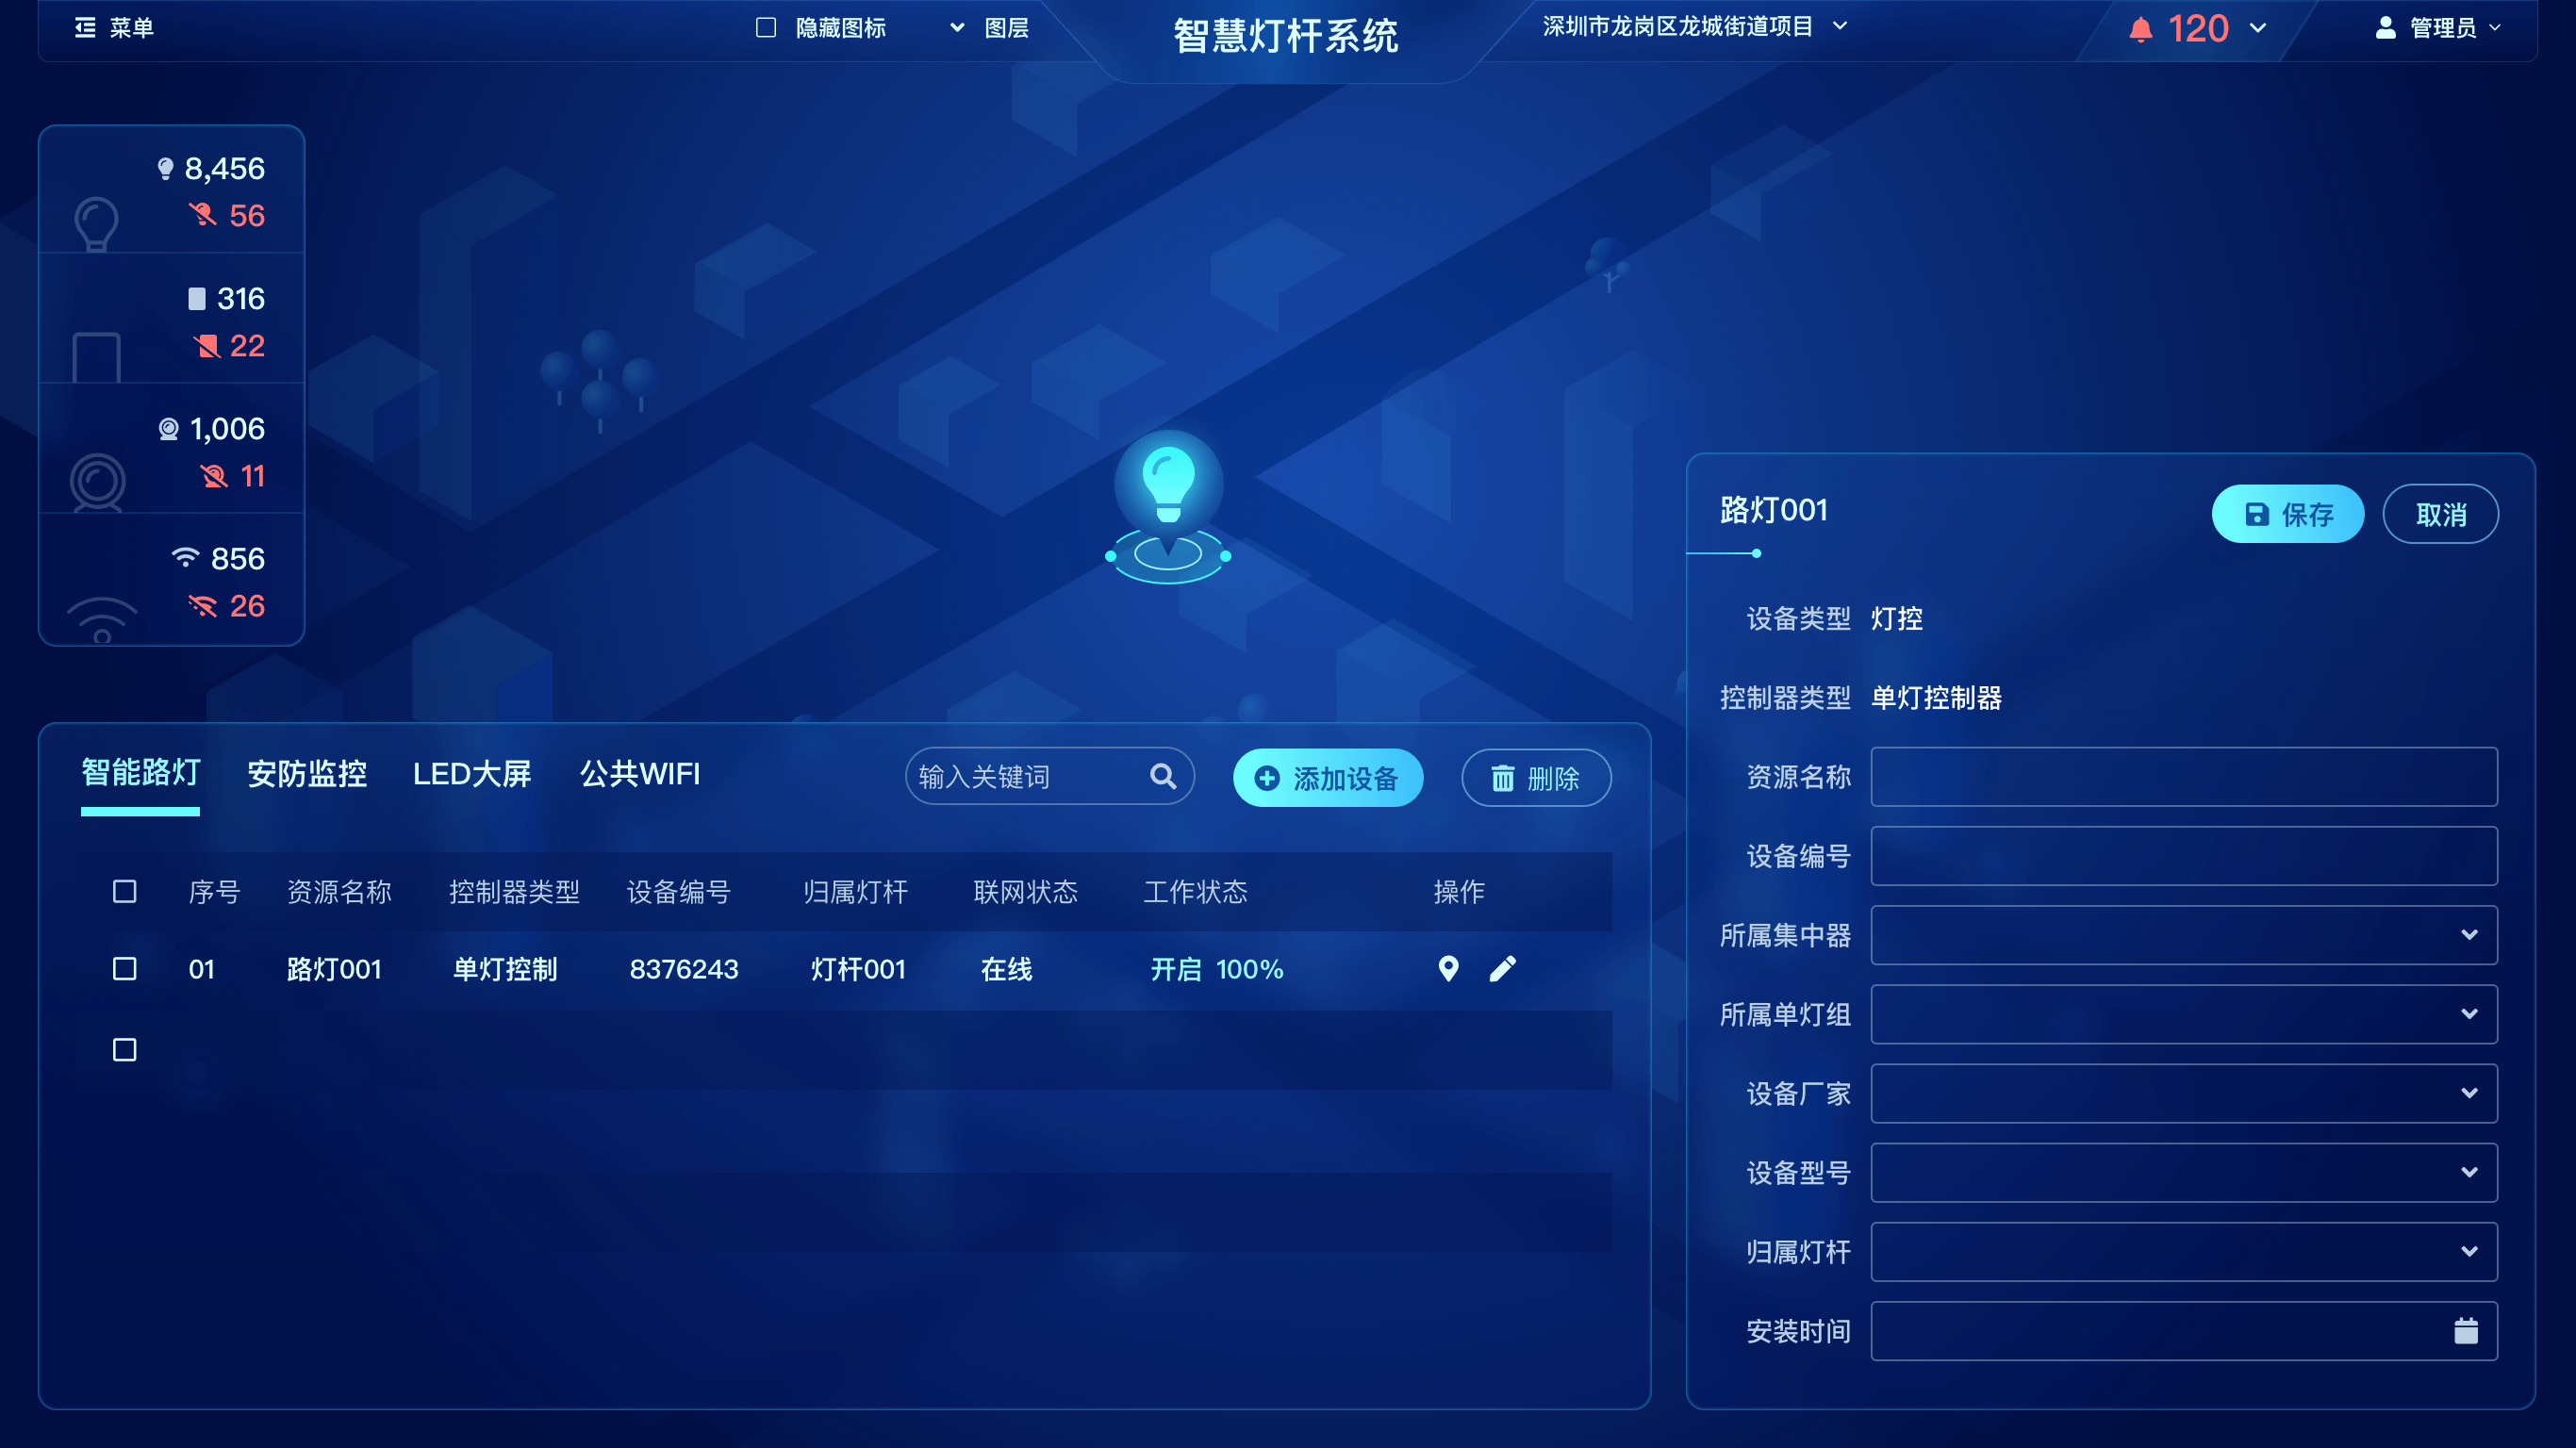 菜单
隐藏图标
图层
智慧灯杆系统
深圳市龙岗区龙城街道项目
120
管理员
8,456
56
316
22
1,006
11
856
26
智能路灯 安防监控 LED大屏 公共WIFI
输入关键词
添加设备
删除
序号 资源名称 控制器类型 设备编号 归属灯杆 联网状态 工作状态 操作
01 路灯001 单灯控制 8376243 灯杆001 在线 开启 100%
路灯001
保存
取消
设备类型 灯控
控制器类型 单灯控制器
资源名称
设备编号
所属集中器
所属单灯组
设备厂家
设备型号
归属灯杆
安装时间